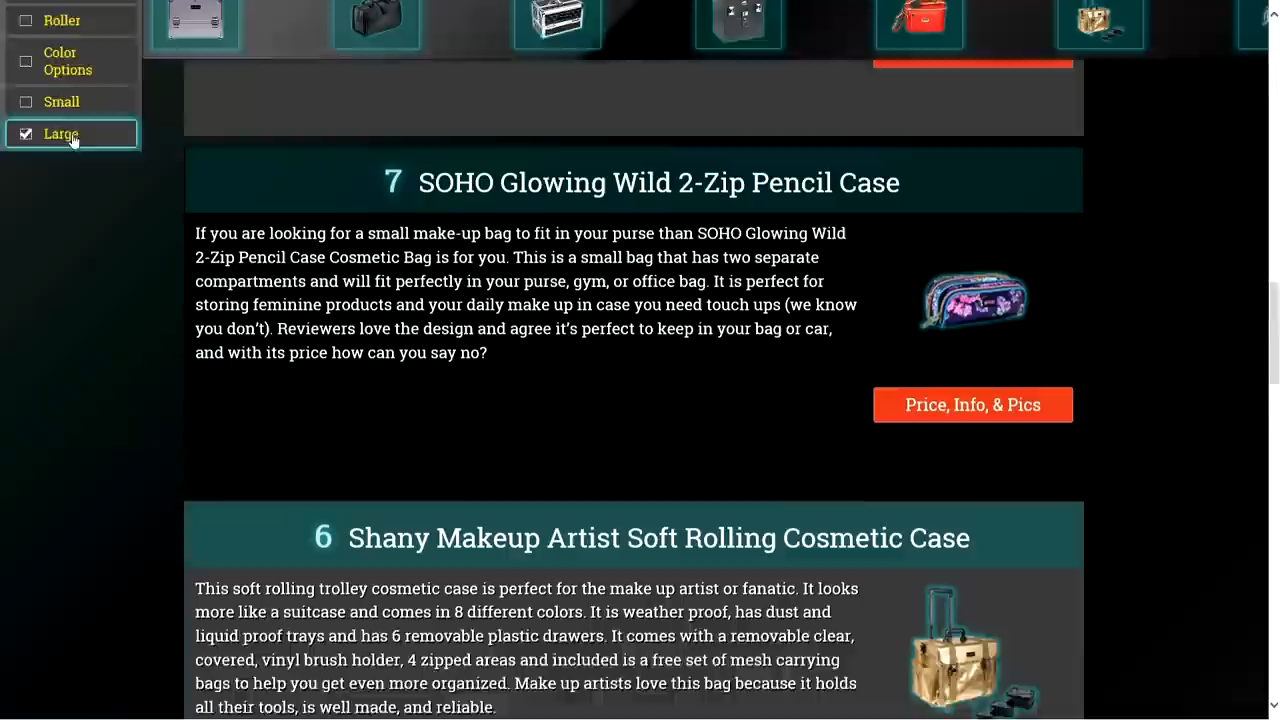 Roller
Color
Options
Small
Large
7 SOHO Glowing Wild 2-Zip Pencil Case
If you are looking for a small make-up bag to fit in your purse than SOHO Glowing Wild
2-Zip Pencil Case Cosmetic Bag is for you. This is a small bag that has two separate
compartments and will fit perfectly in your purse, gym, or office bag. It is perfect for
storing femmine products and your daily make up in case you need touch ups (we know
you don't). Reviewers love the design and agree it's perfect to keep in your bag or car,
and with its price how can you say no?
Price, Info, & Pics
6 Shany Makeup Artist Soft Rolling Cosmetic Case
This soft rolling trolley cosmetic case is perfect for the make up artist or fanatic. It looks
more like a suitcase and comes in 8 different colors. It is weather proof, has dust and
liquid proof trays and has 6 removable plastic drawers. It comes with a removable clear,
covered, vinyl brush holder, 4 zipped areas and included is a free set of mesh carrying
bags to help you get even more organized. Make up artists love this bag because it holds
all their tools, is well made, and reliable.